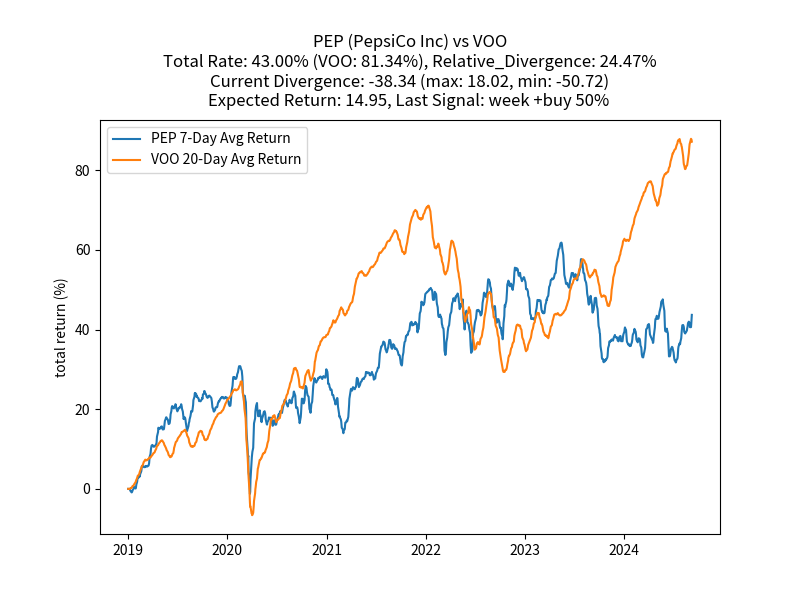 PEP (PepsiCo Inc) vs VOO
Total Rate: 43.00% (VOO: 81.34%), Relative_Divergence: 24.47%
Current Divergence: -38.34 (max: 18.02, min: -50.72)
Expected Return: 14.95, Last Signal: week +buy 50%
PEP 7-Day Avg Return
VOO 20-Day Avg Return
80
60
40
20
0
total return (%)
2019 2020 2021 2022 2023 2024